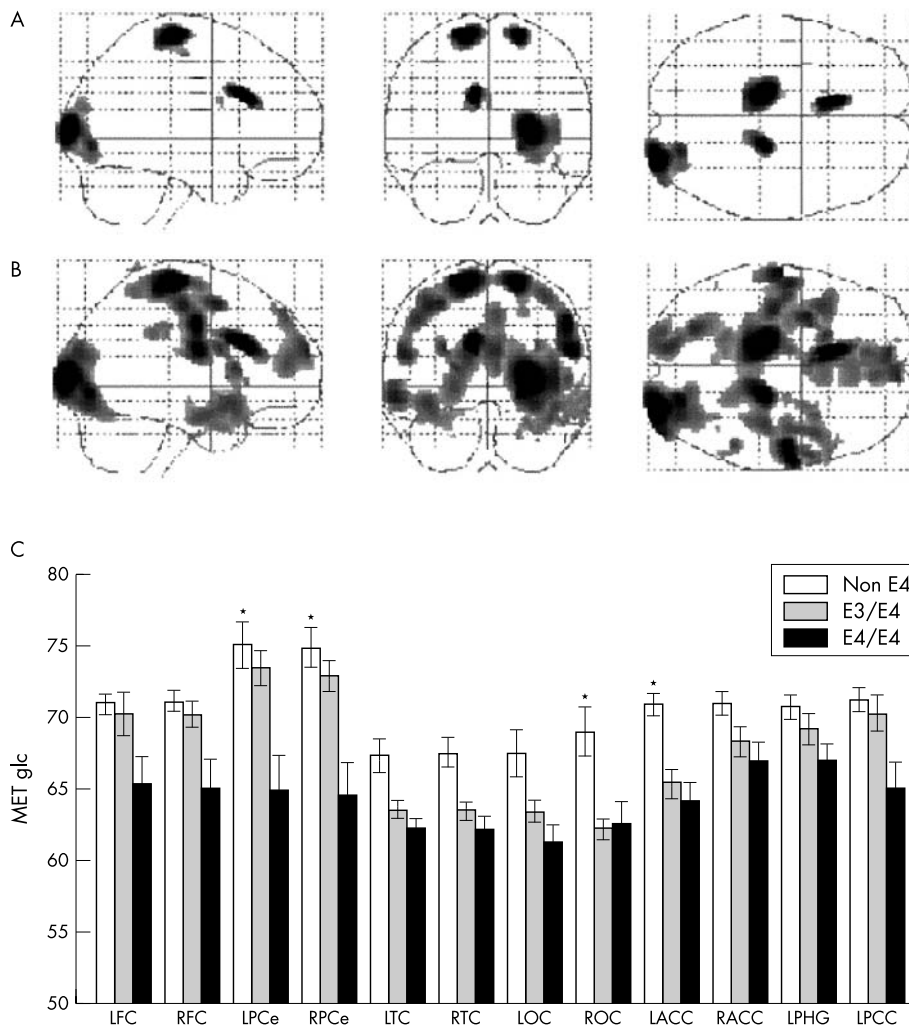 A
B
C
80
75
70
65
60
55
50
MET glc
Non E4
E3/E4
E4/E4
* * * *
LFC RFC LPCe RPCe LTC RTC LOC ROC LACC RACC LPHG LPCC